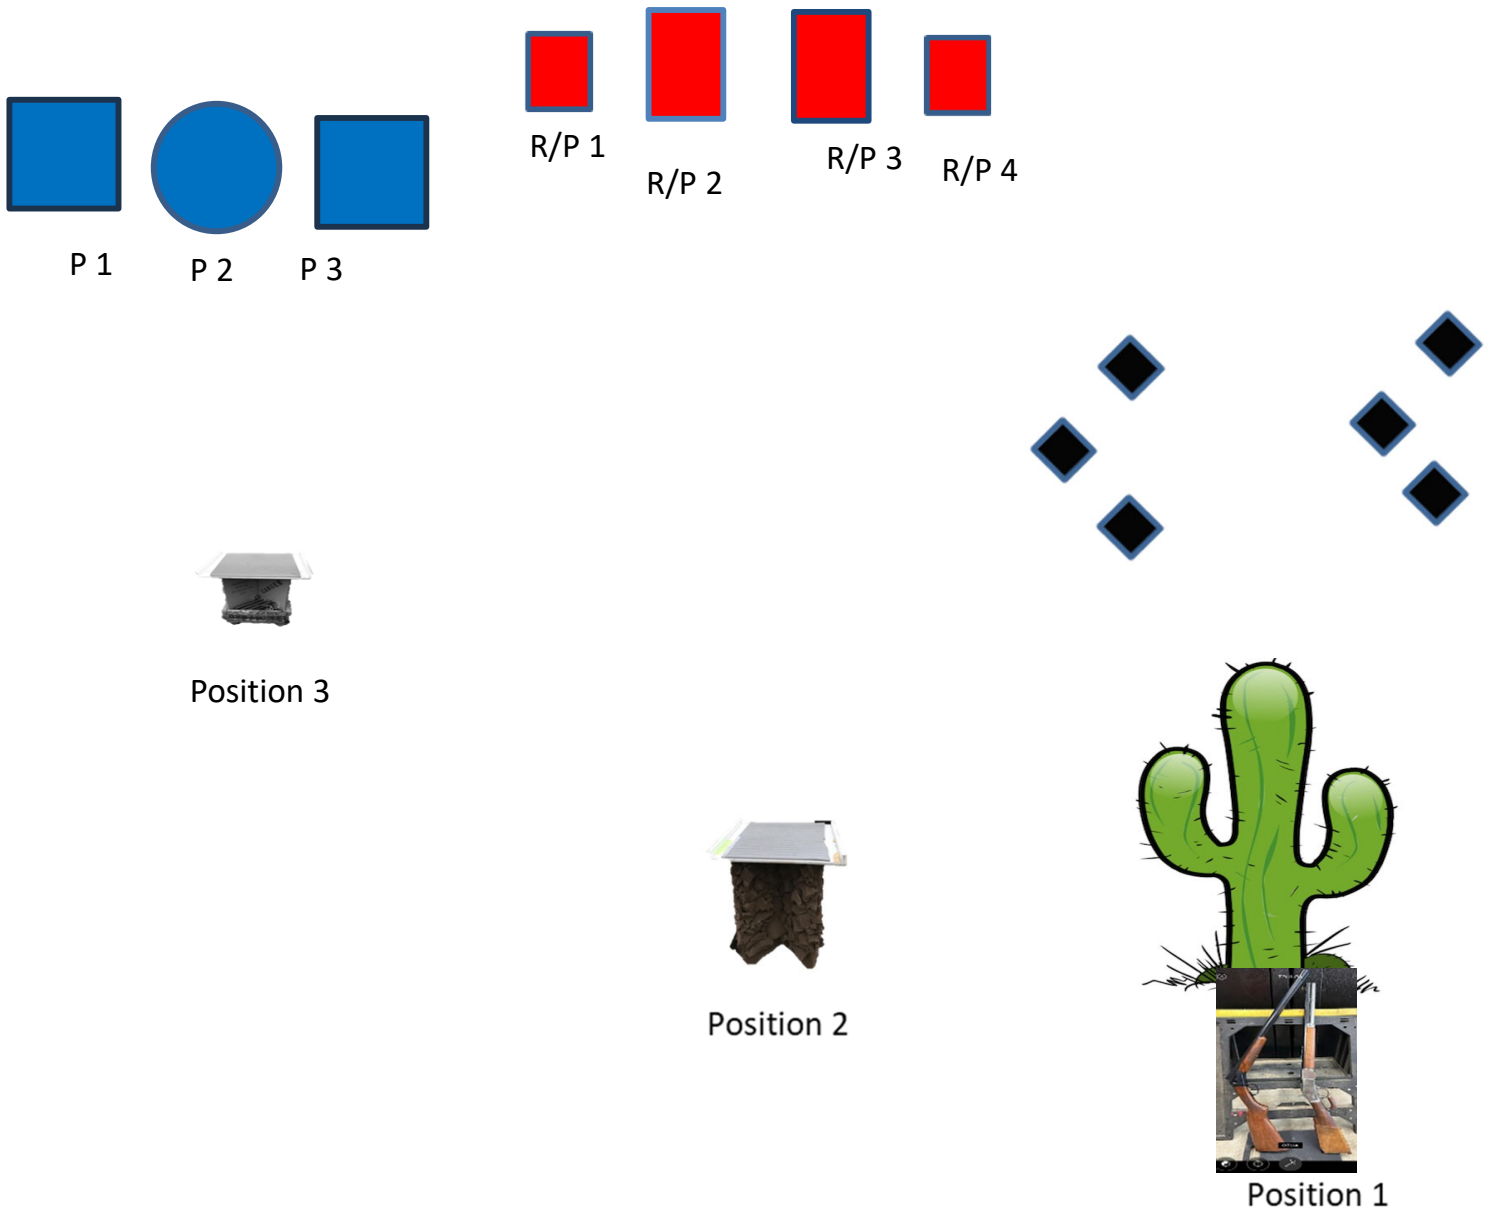 R/P 1
R/P 2
R/P 3
R/P 4
P 1
P 2
P 3
Position 3
Position 2
Position 1